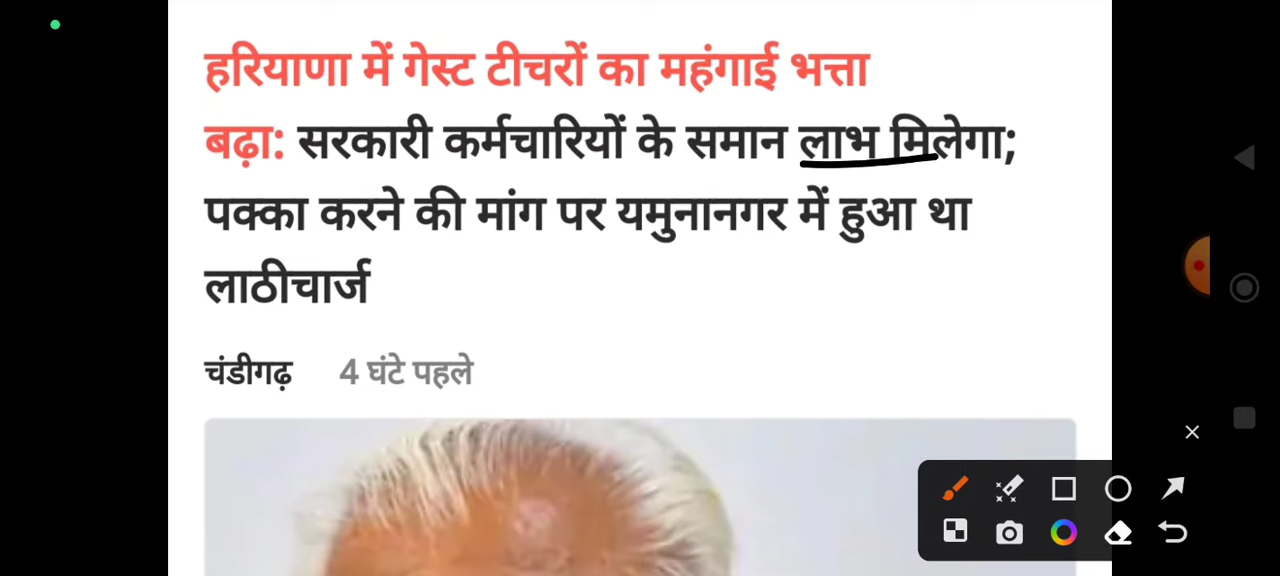 हरियाणा में गेस्ट टीचरों का महंगाई भत्ता
बढ़ा: सरकारी कर्मचारियों के समान लाभ मिलेगा;
पक्का करने की मांग पर यमुनानगर में हुआ था
लाठीचार्ज
चंडीगढ़ 4 घंटे पहले